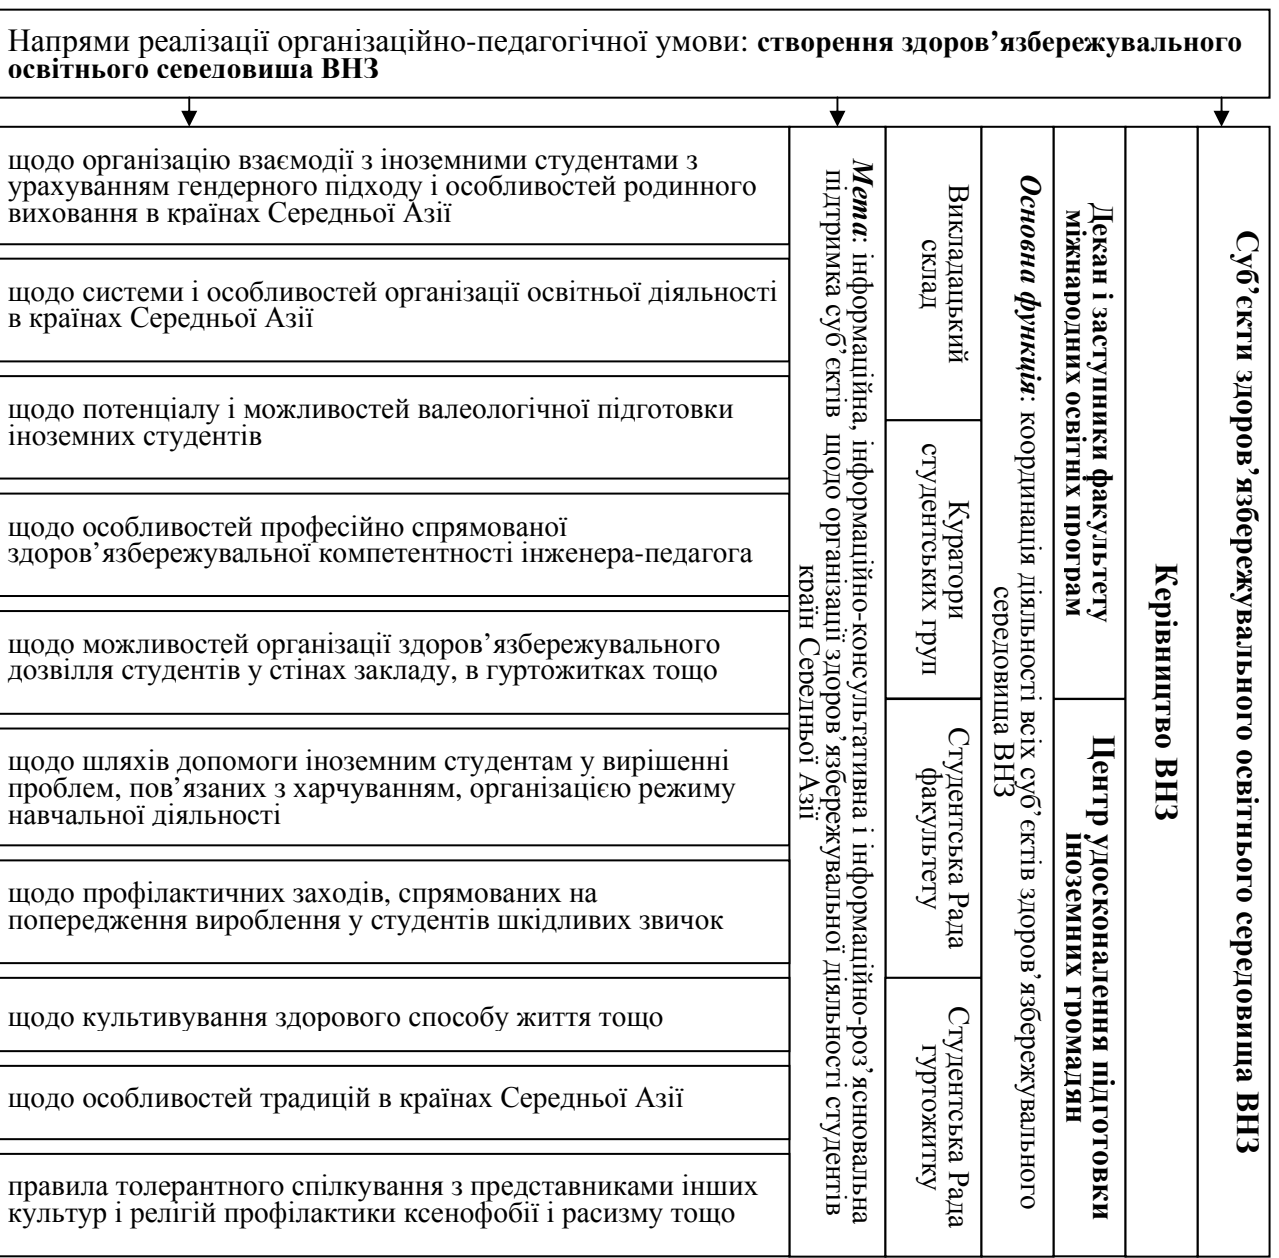 Напрями реалізації організаційно-педагогічної умови: створення здоров’язбережувального
освітнього середовища ВНЗ
щодо організацію взаємодії з іноземними студентами з
урахуванням гендерного підходу і особливостей родинного
виховання в країнах Середньої Азії
щодо системи і особливостей організації освітньої діяльності
в країнах Середньої Азії
щодо потенціалу і можливостей валеологічної підготовки
іноземних студентів
щодо особливостей професійно спрямованої
здоров’язбережувальної компетентності інженера-педагога
щодо можливостей організації здоров’язбережувального
дозвілля студентів у стінах закладу, в гуртожитках тощо
щодо шляхів допомоги іноземним студентам у вирішенні
проблем, пов’язаних з харчуванням, організацією режиму
навчальної діяльності
щодо профілактичних заходів, спрямованих на
попередження вироблення у студентів шкідливих звичок
щодо культивування здорового способу життя тощо
щодо особливостей традицій в країнах Середньої Азії
правила толерантного спілкування з представниками інших
культур і релігій профілактики ксенофобії і расизму тощо
Мета: інформаційна, інформаційно-консультативна і інформаційно-роз’яснювальна
підтримка суб’єктів щодо організації здоров’язбережувальної діяльності студентів
країн Середньої Азії
Викладацький
склад
Куратори
студентських груп
Студентська Рада
факультету
Студентська Рада
гуртожитку
Основна функція: координація діяльності всіх суб’єктів здоров’язбережувального
середовища ВНЗ
Декан і заступники факультету
міжнародних освітніх програм
Центр удосконалення підготовки
іноземних громадян
Керівництво ВНЗ
Суб’єкти здоров’язбережувального освітнього середовища ВНЗ